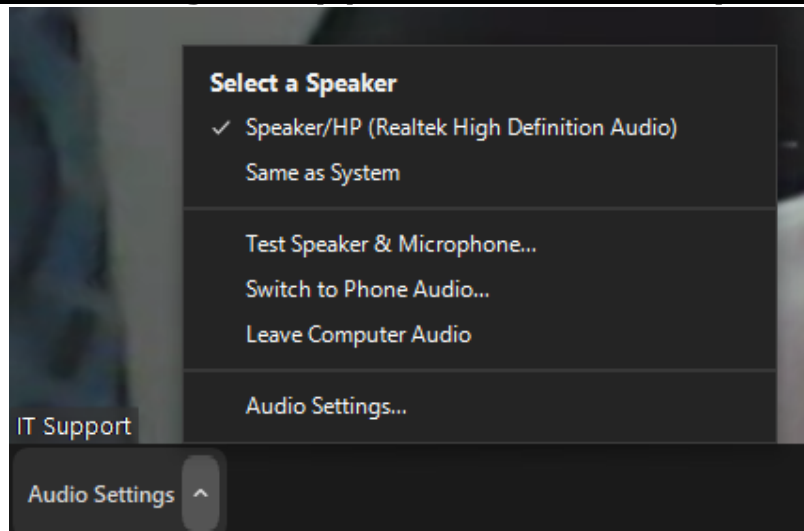 Select a Speaker
✓ Speaker/HP (Realtek High Definition Audio)
Same as System
Test Speaker & Microphone...
Switch to Phone Audio...
Leave Computer Audio
Audio Settings...
IT Support
Audio Settings ^